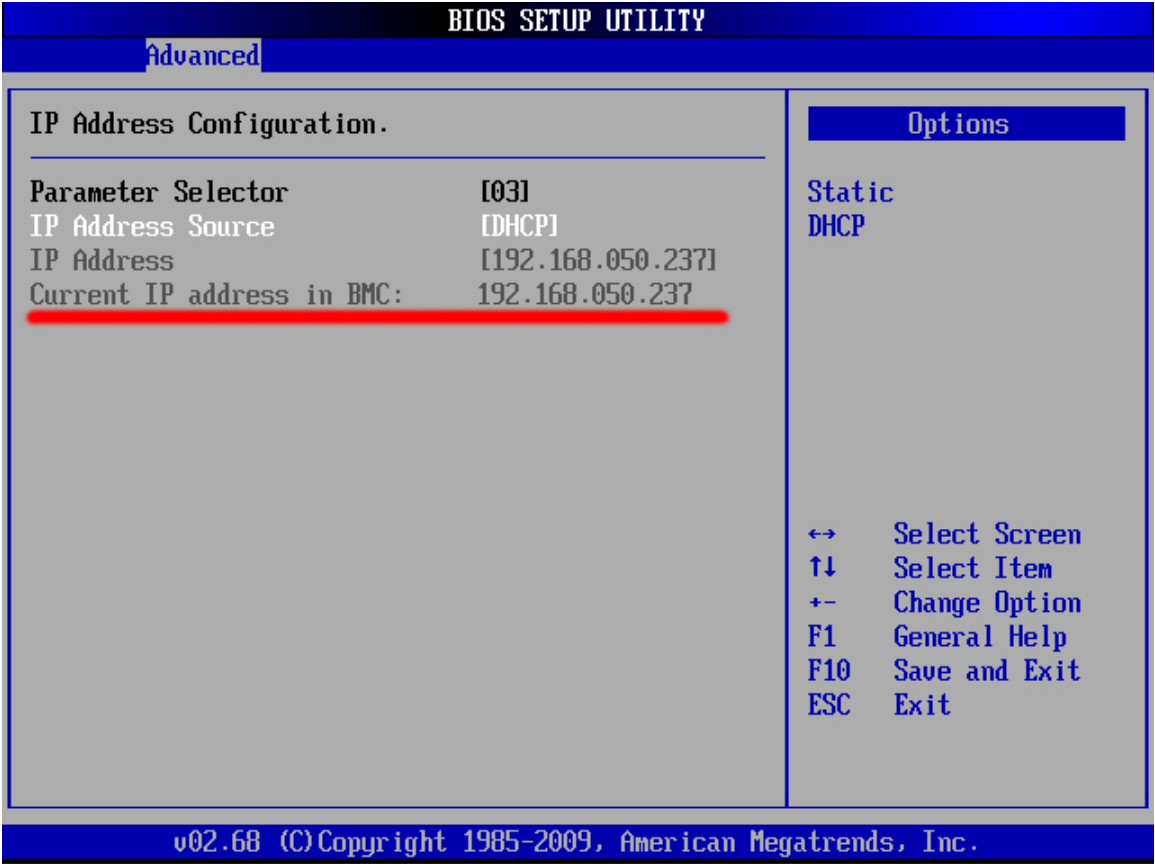 BIOS SETUP UTILITY
Advanced
IP Address Configuration.
Parameter Selector [03]
IP Address Source [DHCP]
IP Address [192.168.050.237]
Current IP address in BMC: 192.168.050.237
Options
Static
DHCP
←→ Select Screen
↑↓ Select Item
+- Change Option
F1 General Help
F10 Save and Exit
ESC Exit
v02.68 (C)Copyright 1985-2009, American Megatrends, Inc.